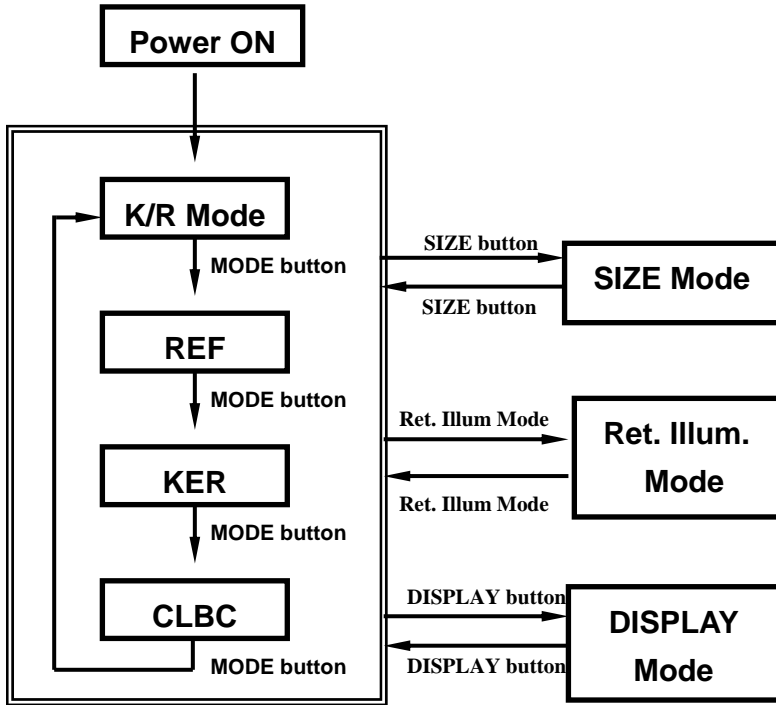 Power ON
K/R Mode
MODE button
REF
MODE button
KER
MODE button
CLBC
MODE button
SIZE button
SIZE button
SIZE Mode
Ret. Illum Mode
Ret. Illum Mode
Ret. Illum.
Mode
DISPLAY button
DISPLAY button
DISPLAY
Mode